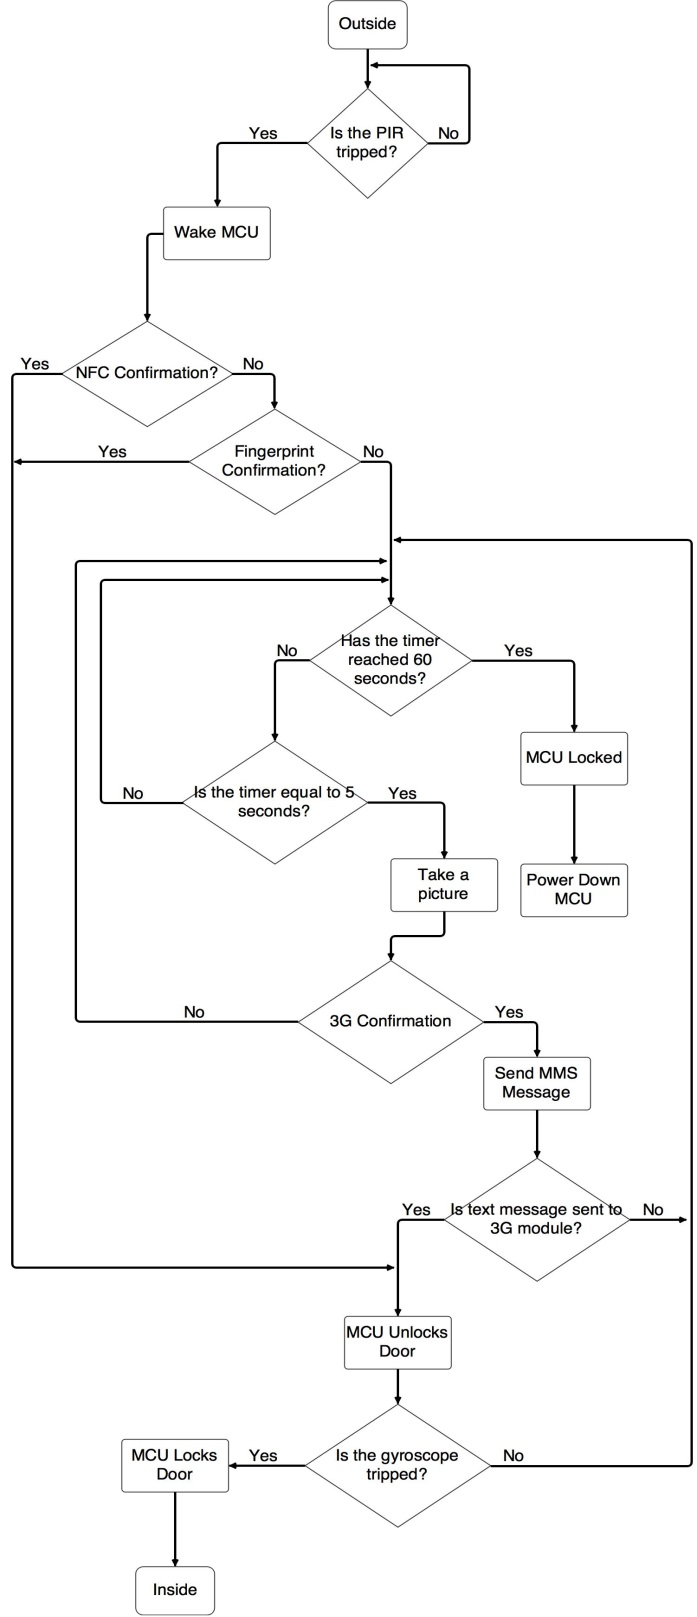 Outside
Is the PIR
tripped?
Yes
No
Wake MCU
Yes
NFC Confirmation?
No
Yes
Fingerprint
Confirmation?
No
No
Has the timer
reached 60
seconds?
Yes
MCU Locked
No
Is the timer equal to 5
seconds?
Yes
Take a
picture
Power Down
MCU
No
3G Confirmation
Yes
Send MMS
Message
Yes
Is text message sent to
3G module?
No
MCU Unlocks
Door
MCU Locks
Door
Yes
Is the gyroscope
tripped?
No
Inside